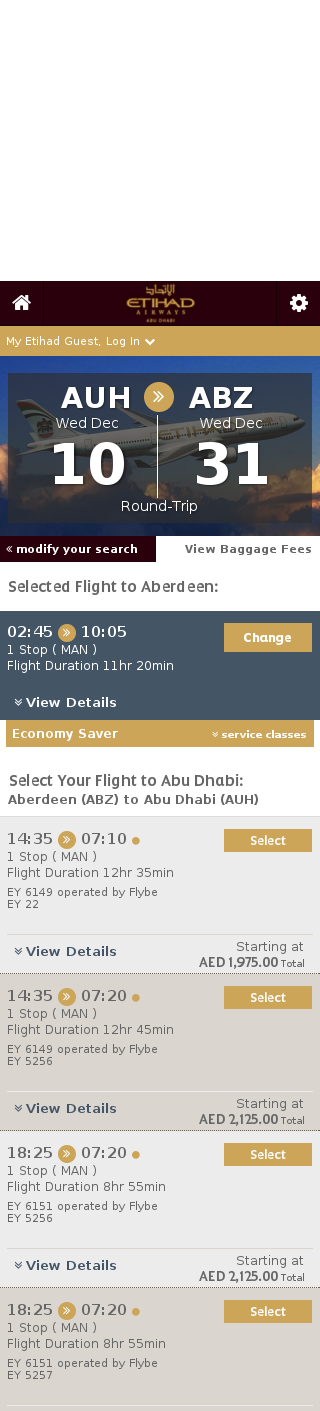 الإتحاد
ETIHAD
AIRWAYS
ABU DHABI
My Etihad Guest, Log In
AUH ABZ
Wed Dec Wed Dec
10 31
Round-Trip
« modify your search View Baggage Fees
Selected Flight to Aberdeen:
02:45 » 10:05
Change
1 Stop ( MAN )
Flight Duration 11hr 20min
View Details
Economy Saver service classes
Select Your Flight to Abu Dhabi:
Aberdeen (ABZ) to Abu Dhabi (AUH)
14:35 » 07:10
Select
1 Stop ( MAN )
Flight Duration 12hr 35min
EY 6149 operated by Flybe
EY 22
Starting at
View Details
AED 1,975.00 Total
14:35 » 07:20
Select
1 Stop ( MAN )
Flight Duration 12hr 45min
EY 6149 operated by Flybe
EY 5256
Starting at
View Details
AED 2,125.00 Total
18:25 » 07:20
Select
1 Stop ( MAN )
Flight Duration 8hr 55min
EY 6151 operated by Flybe
EY 5256
Starting at
View Details
AED 2,125.00 Total
18:25 » 07:20
Select
1 Stop ( MAN )
Flight Duration 8hr 55min
EY 6151 operated by Flybe
EY 5257